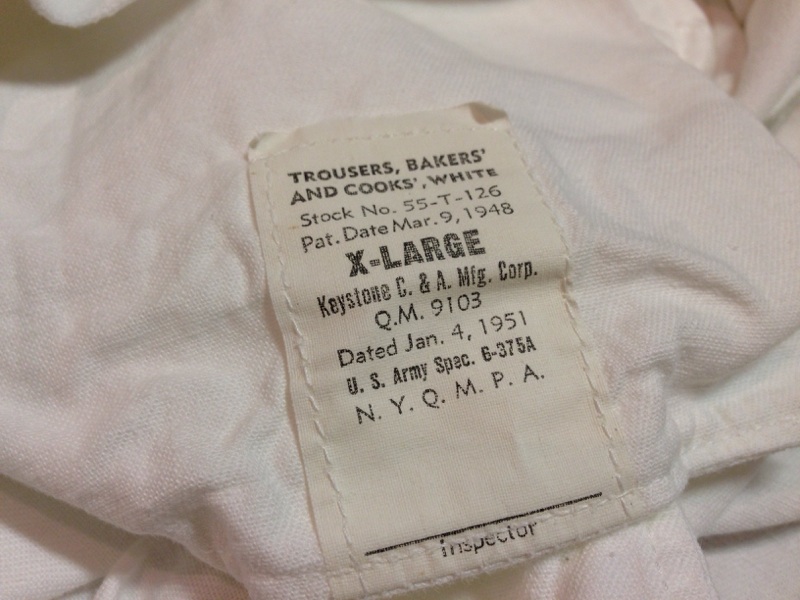 TROUSERS, BAKERS'
AND COOKS', WHITE
Stock No. 55-T-126
Pat. Date Mar. 9, 1948
X-LARGE
Keystone C. & A. Mfg. Corp.
Q.M. 9103
Dated Jan. 4, 1951
U. S. Army Spec. 6-375A
N. Y. Q. M. P. A.
Inspector